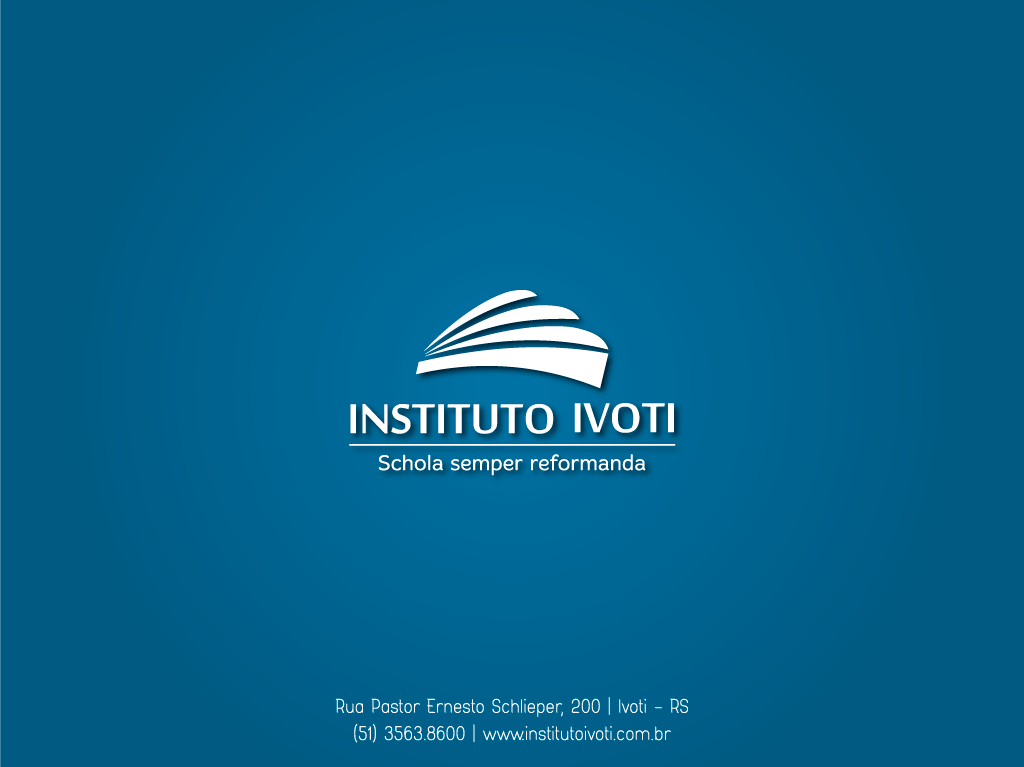 INSTITUTO IVOTI
Schola semper reformanda
Rua Pastor Ernesto Schlieper, 200 | Ivoti - RS
(51) 3563.8600 | www.institutoivoti.com.br